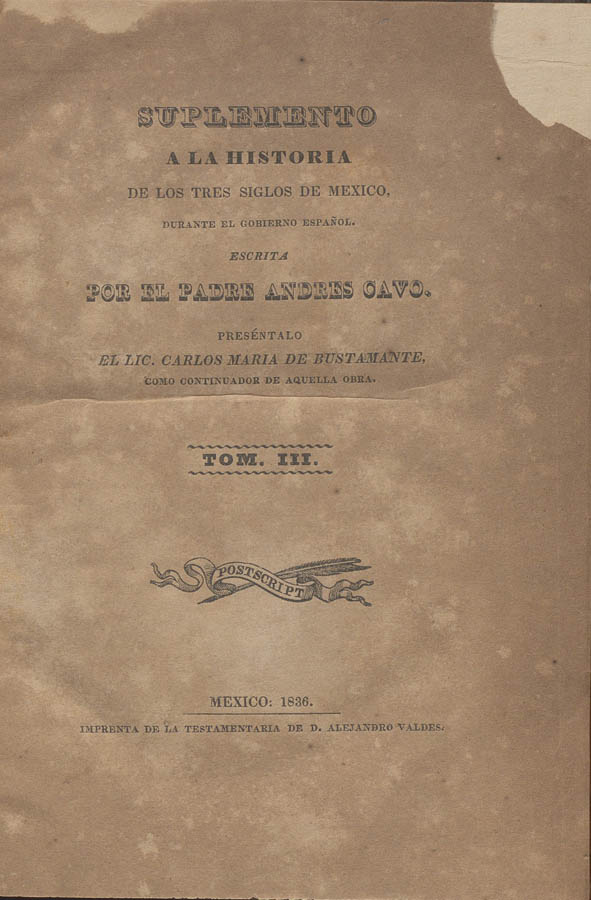 SUPLEMENTO
A LA HISTORIA
DE LOS TRES SIGLOS DE MEXICO,
DURANTE EL GOBIERNO ESPAÑOL.
ESCRITA
POR EL PADRE ANDRES CAVO.
PRESÉNTALO
EL LIC. CARLOS MARIA DE BUSTAMANTE,
COMO CONTINUADOR DE AQUELLA OBRA.
TOM. III.
POSTSCRIPT
MEXICO: 1836.
IMPRENTA DE LA TESTAMENTARIA DE D. ALEJANDRO VALDES.